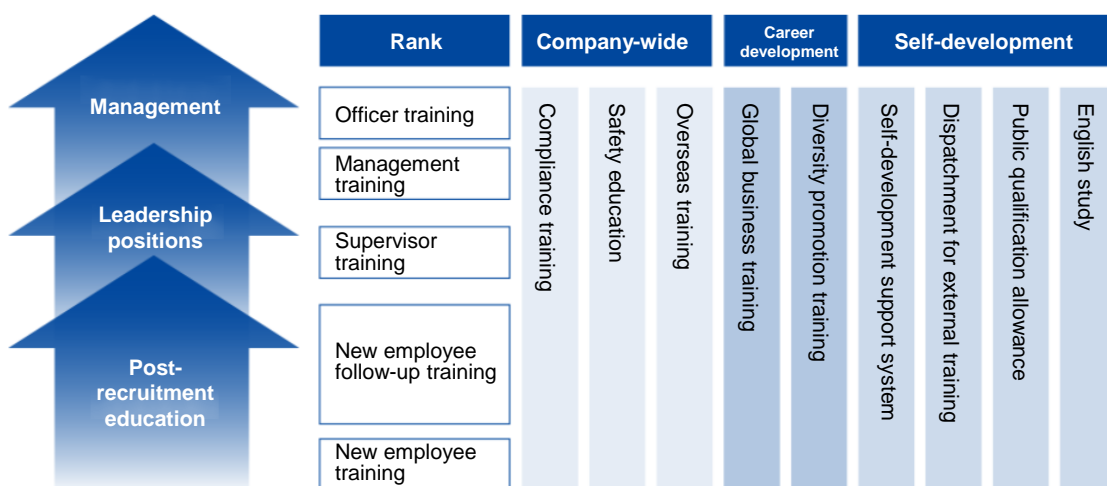 Management
Leadership
positions
Post-
recruitment
education
Rank
Officer training
Management
training
Supervisor
training
New employee
follow-up training
New employee
training
Company-wide
Compliance training
Safety education
Overseas training
Career
development
Global business training
Diversity promotion training
Self-development
Self-development support system
Dispatchment for external training
Public qualification allowance
English study